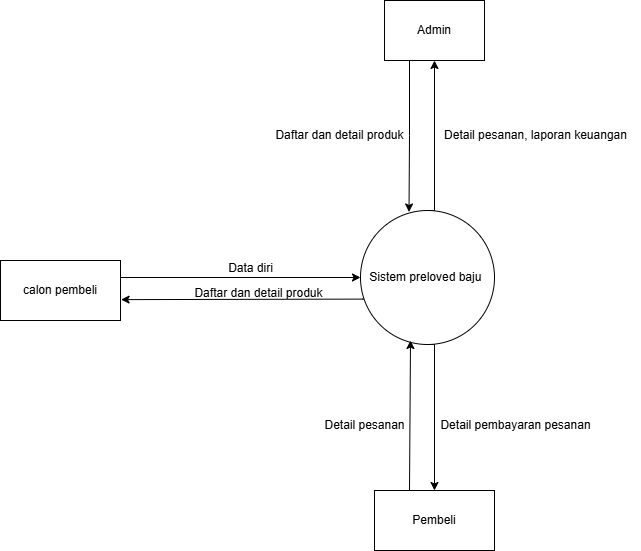 Admin
Daftar dan detail produk
Detail pesanan, laporan keuangan
Data diri
Sistem preloved baju
calon pembeli
Daftar dan detail produk
Detail pesanan
Detail pembayaran pesanan
Pembeli